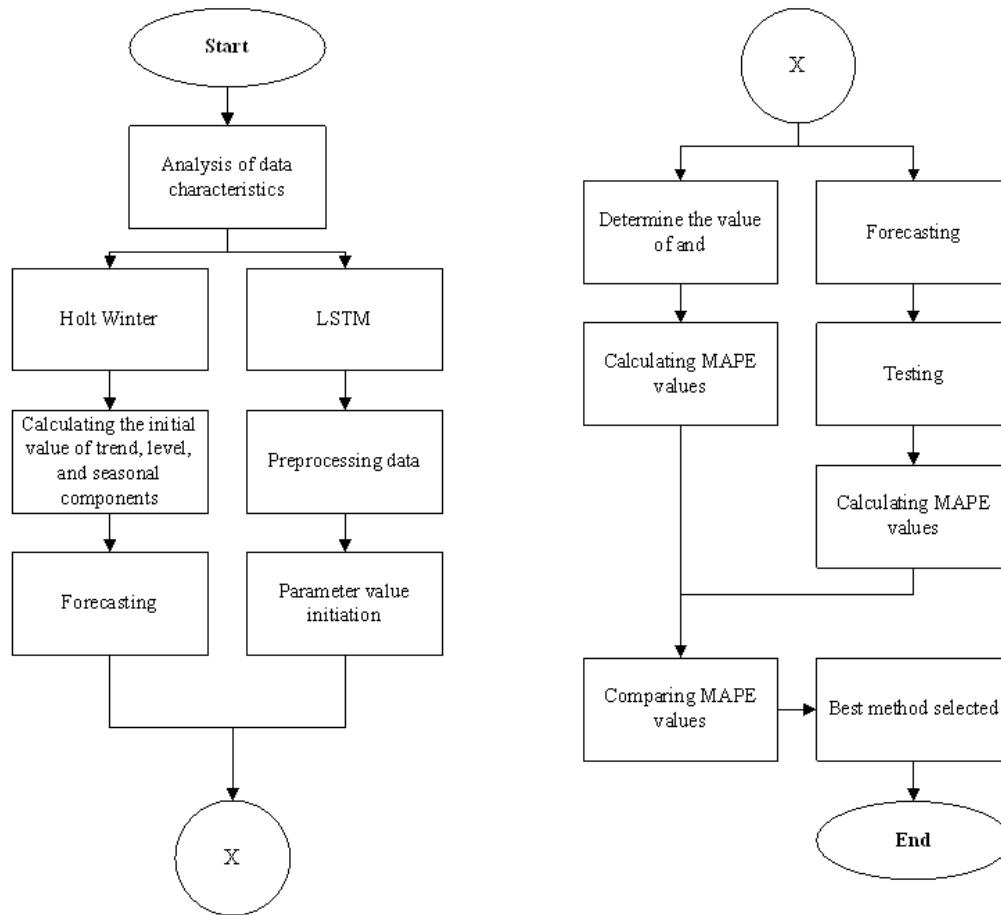 Start
Analysis of data
characteristics
Holt Winter
LSTM
Calculating the initial
value of trend, level,
and seasonal
components
Preprocessing data
Forecasting
Parameter value
initiation
X
X
Determine the value
of and
Forecasting
Calculating MAPE
values
Testing
Calculating MAPE
values
Comparing MAPE
values
Best method selected
End